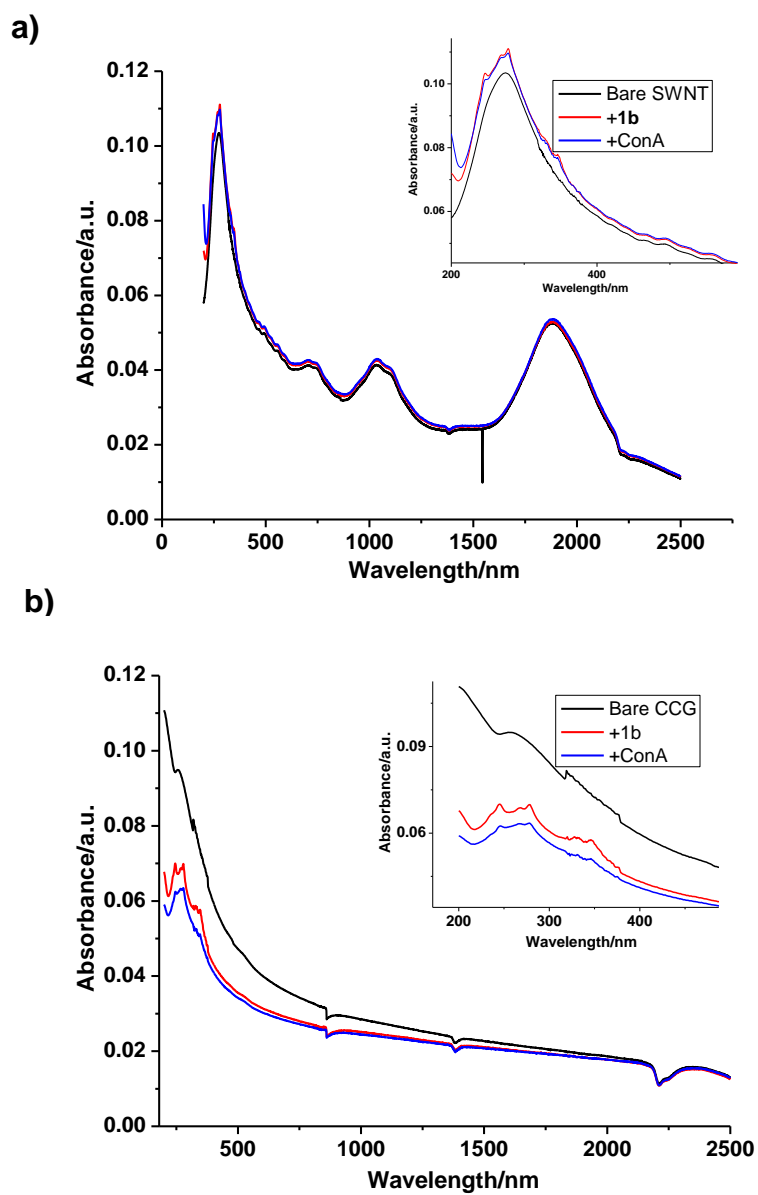 a)
0.12
0.10
0.08
0.06
0.04
0.02
0.00
Absorbance/a.u.
0 500 1000 1500 2000 2500
Wavelength/nm
0.10
0.08
0.06
Absorbance/a.u.
200 400
Wavelength/nm
Bare SWNT
+1b
+ConA
b)
0.12
0.10
0.08
0.06
0.04
0.02
0.00
Absorbance/a.u.
500 1000 1500 2000 2500
Wavelength/nm
0.09
0.06
Absorbance/a.u.
200 300 400
Wavelength/nm
Bare CCG
+1b
+ConA